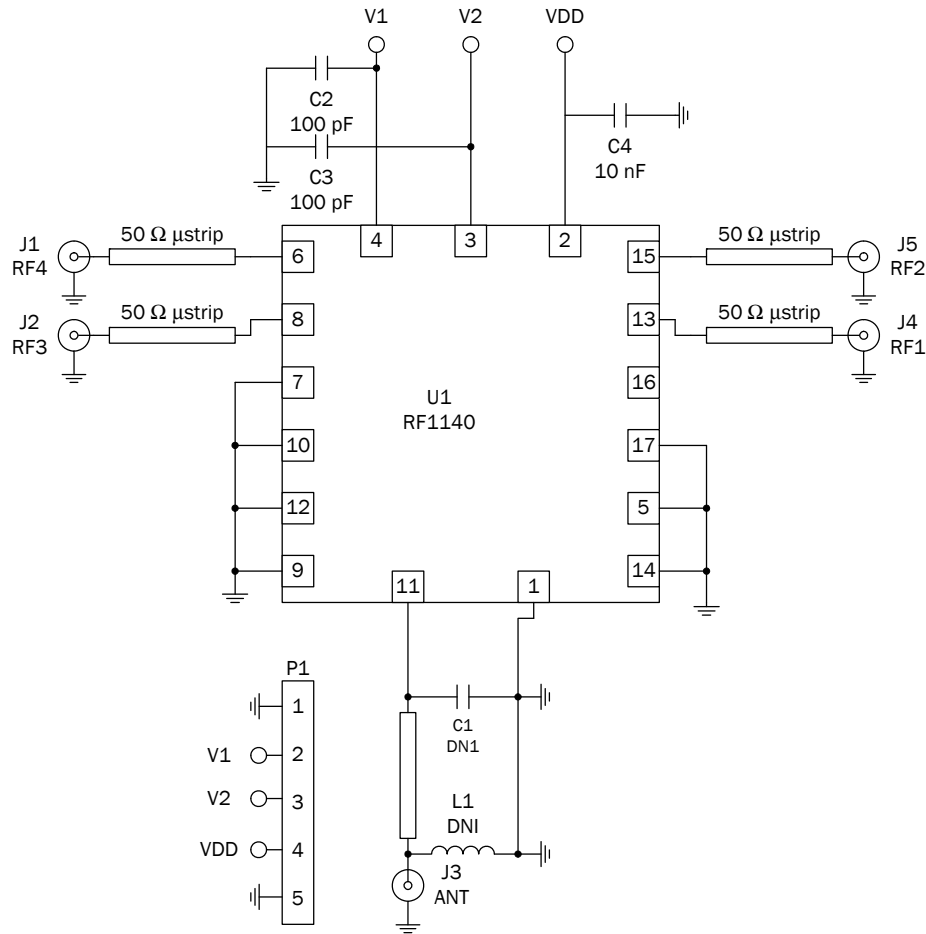 V1
V2
VDD
C2
100 pF
C3
100 pF
C4
10 nF
J1
RF4
50 Ω µstrip
6
4
3
2
15
50 Ω µstrip
J5
RF2
J2
RF3
50 Ω µstrip
8
13
50 Ω µstrip
J4
RF1
7
16
U1
RF1140
10
17
12
5
9
14
11
1
P1
1
V1
2
V2
3
VDD
4
5
C1
DN1
L1
DNI
J3
ANT